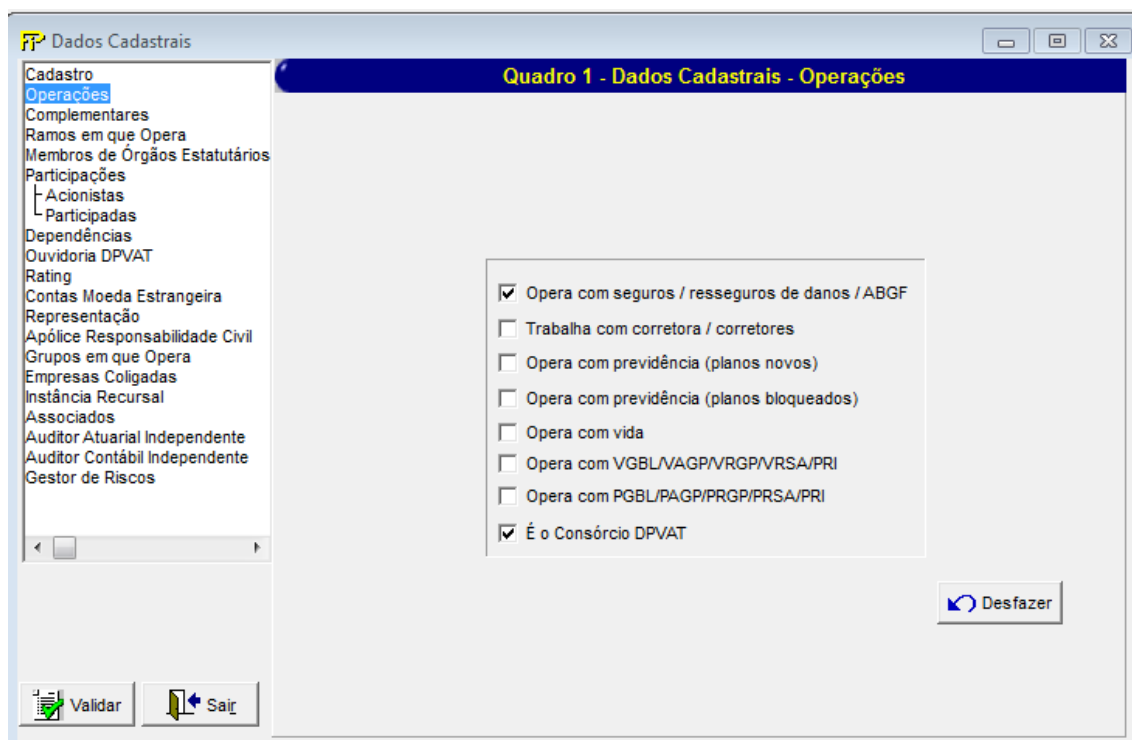 FIP Dados Cadastrais
Cadastro
Operações
Complementares
Ramos em que Opera
Membros de Órgãos Estatutários
Participações
Acionistas
Participadas
Dependências
Ouvidoria DPVAT
Rating
Contas Moeda Estrangeira
Representação
Apólice Responsabilidade Civil
Grupos em que Opera
Empresas Coligadas
Instância Recursal
Associados
Auditor Atuarial Independente
Auditor Contábil Independente
Gestor de Riscos
Validar
Sair
Quadro 1 - Dados Cadastrais - Operações
Opera com seguros / resseguros de danos / ABGF
Trabalha com corretora / corretores
Opera com previdência (planos novos)
Opera com previdência (planos bloqueados)
Opera com vida
Opera com VGBL/VAGP/VRGP/VRSA/PRI
Opera com PGBL/PAGP/PRGP/PRSA/PRI
É o Consórcio DPVAT
Desfazer